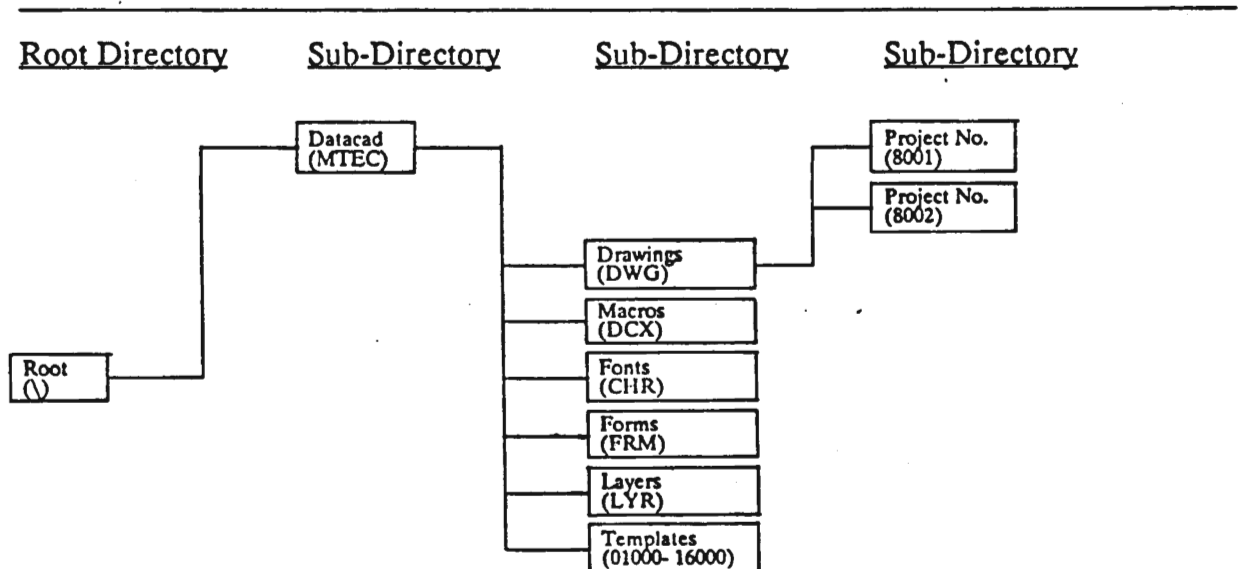 Root Directory
Sub-Directory
Sub-Directory
Sub-Directory
Datacad
(MTEC)
Project No.
(8001)
Project No.
(8002)
Drawings
(DWG)
Macros
(DCX)
Root
(\)
Fonts
(CHR)
Forms
(FRM)
Layers
(LYR)
Templates
(01000-16000)